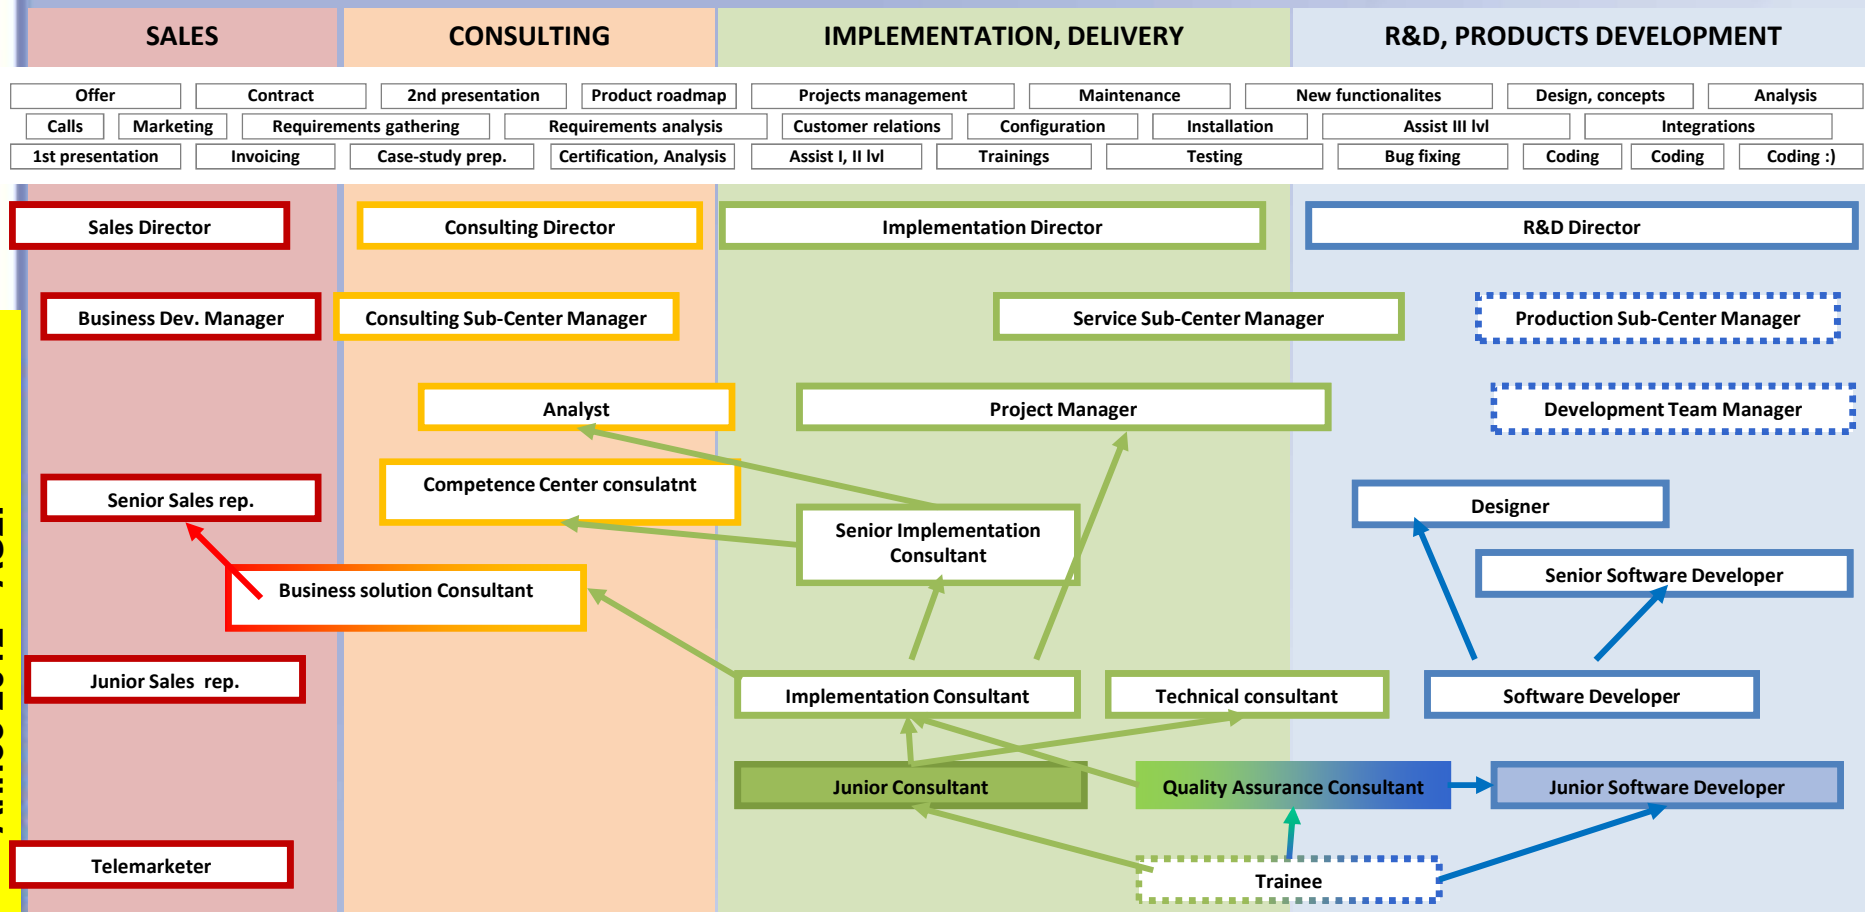 SALES CONSULTING IMPLEMENTATION, DELIVERY R&D, PRODUCTS DEVELOPMENT
Offer Contract 2nd presentation Product roadmap Projects management Maintenance New functionalites Design, concepts Analysis
Calls Marketing Requirements gathering Requirements analysis Customer relations Configuration Installation Assist III lvl Integrations
1st presentation Invoicing Case-study prep. Certification, Analysis Assist I, II lvl Trainings Testing Bug fixing Coding Coding Coding :)
Sales Director Consulting Director Implementation Director R&D Director
Business Dev. Manager Consulting Sub-Center Manager Service Sub-Center Manager Production Sub-Center Manager
Analyst Project Manager Development Team Manager
Competence Center consulatnt
Senior Sales rep. Designer
Senior Implementation
Consultant
Senior Software Developer
Business solution Consultant
Junior Sales rep. Implementation Consultant Technical consultant Software Developer
Junior Consultant Quality Assurance Consultant Junior Software Developer
Telemarketer
Trainee